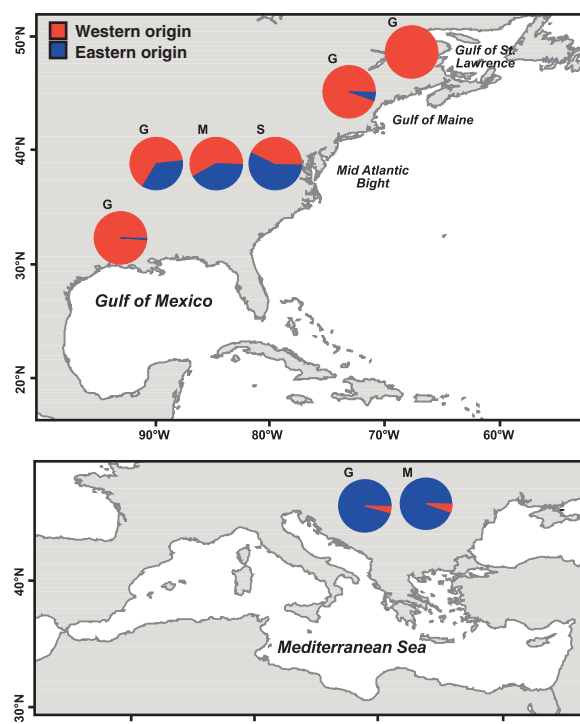 Western origin
Eastern origin
50°N
40°N
30°N
20°N
G
G
Gulf of St.
Lawrence
Gulf of Maine
G M S
Mid Atlantic
Bight
G
Gulf of Mexico
90°W 80°W 70°W 60°W
G M
40°N
30°N
Mediterranean Sea